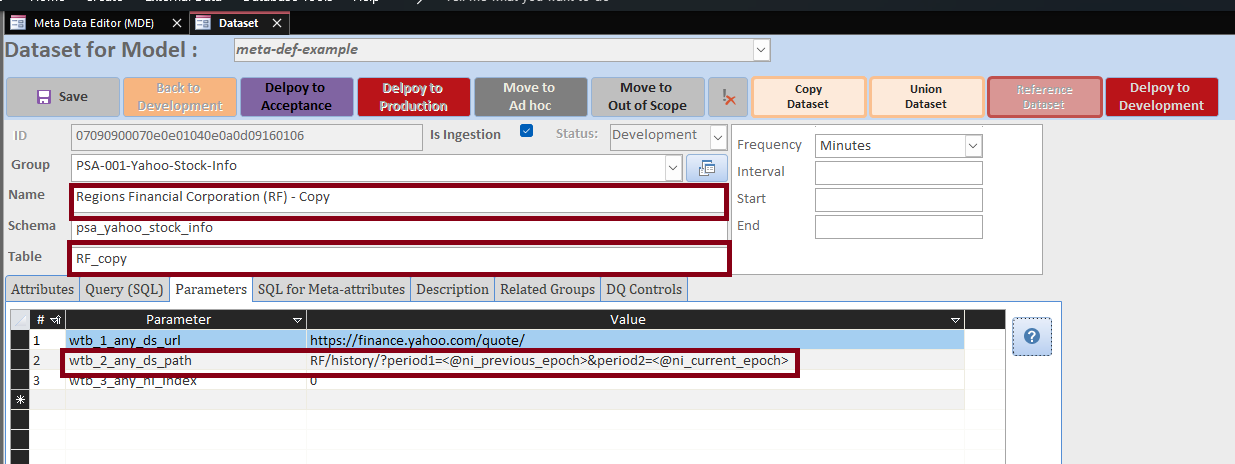 Meta Data Editor (MDE) Dataset
Dataset for Model : meta-def-example
Save Back to Development Delpoy to Acceptance Delpoy to Production Move to Ad hoc Move to Out of Scope Copy Dataset Union Dataset Reference Dataset Delpoy to Development
ID 07090900070e0e01040e0a0d09160106 Is Ingestion Status: Development
Frequency Minutes
Group PSA-001-Yahoo-Stock-Info
Interval
Name Regions Financial Corporation (RF) - Copy
Start
Schema psa_yahoo_stock_info
End
Table RF_copy
Attributes Query (SQL) Parameters SQL for Meta-attributes Description Related Groups DQ Controls
# Parameter Value
1 wtb_1_any_ds_url https://finance.yahoo.com/quote/
2 wtb_2_any_ds_path RF/history/?period1=<@ni_previous_epoch>&period2=<@ni_current_epoch>
3 wtb_3_any_ni_index 0